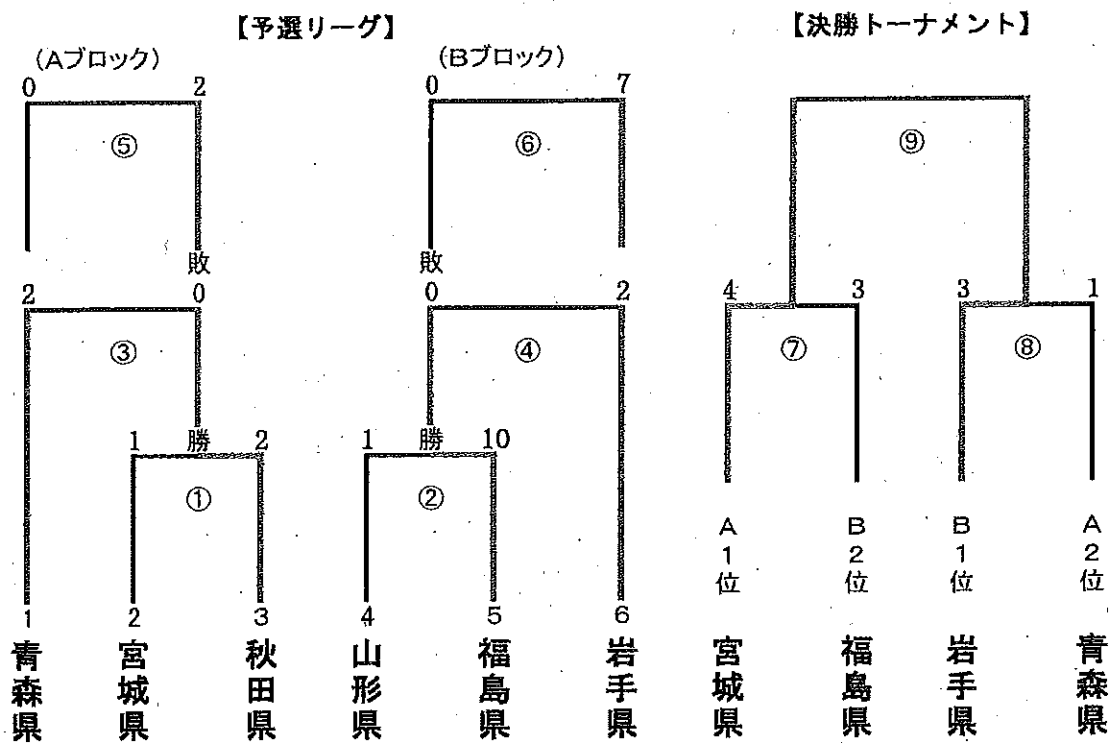 【予選リーグ】
【決勝トーナメント】
(Aブロック)
(Bブロック)
0 2
0 7
⑤
⑥
⑨
敗
敗
2 0
0 2
4 3
3 1
③
④
⑦
⑧
1 勝 2
1 勝 10
①
②
A1位
B2位
B1位
A2位
1 2 3 4 5 6
青森県
宮城県
秋田県
山形県
福島県
岩手県
宮城県
福島県
岩手県
青森県